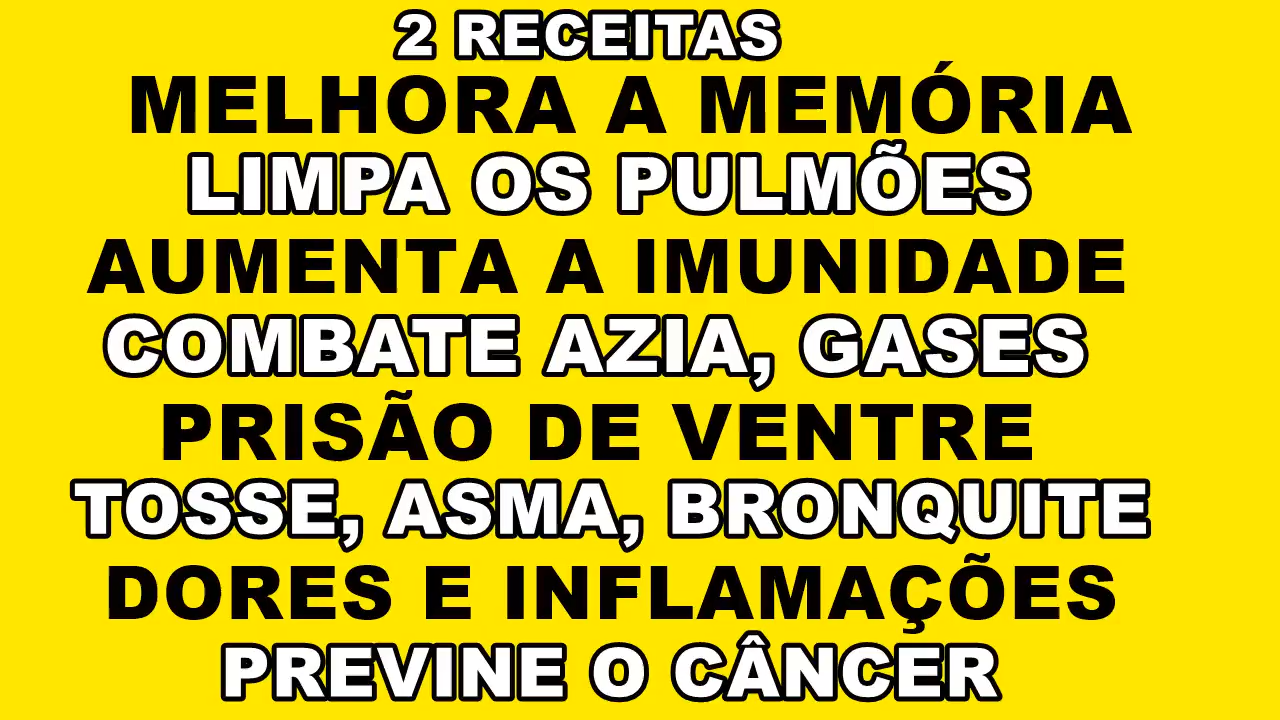 2 RECEITAS
MELHORA A MEMÓRIA
LIMPA OS PULMÕES
AUMENTA A IMUNIDADE
COMBATE AZIA, GASES
PRISÃO DE VENTRE
TOSSE, ASMA, BRONQUITE
DORES E INFLAMAÇÕES
PREVINE O CÂNCER